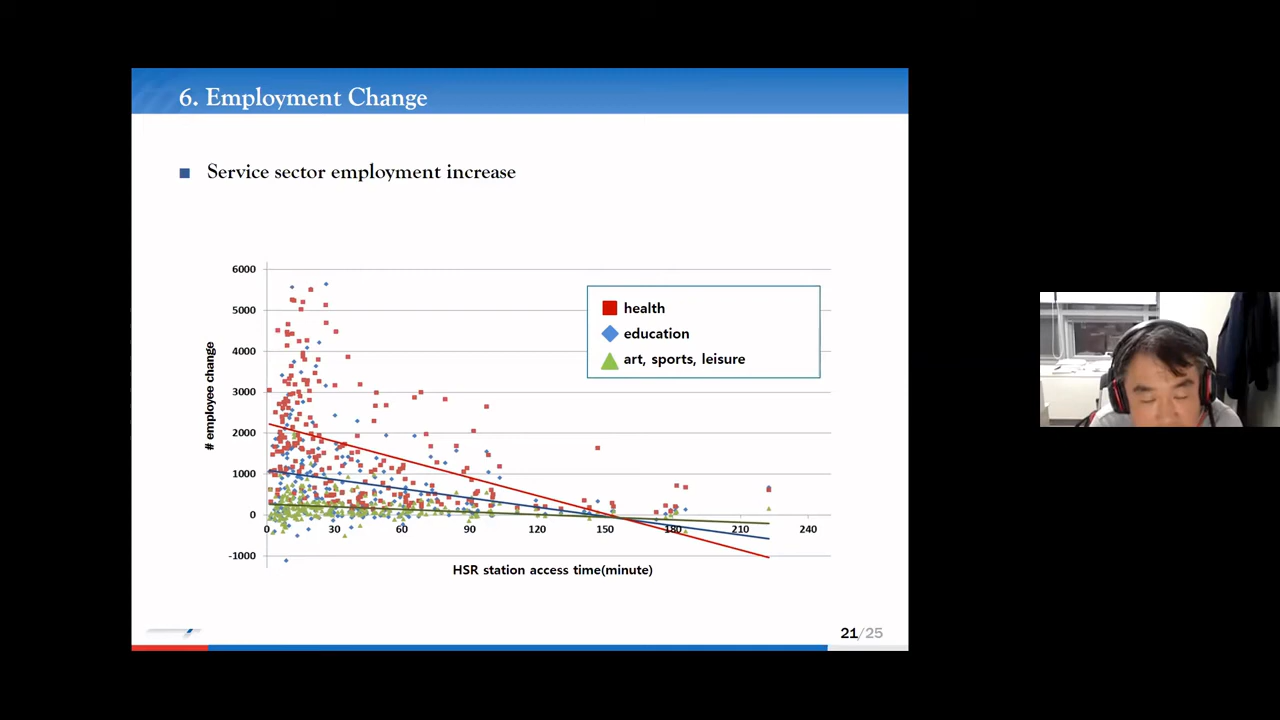 6. Employment Change
Service sector employment increase
6000
5000
4000
3000
2000
1000
0
-1000
# employee change
health
education
art, sports, leisure
0 30 60 90 120 150 180 210 240
HSR station access time(minute)
21/25